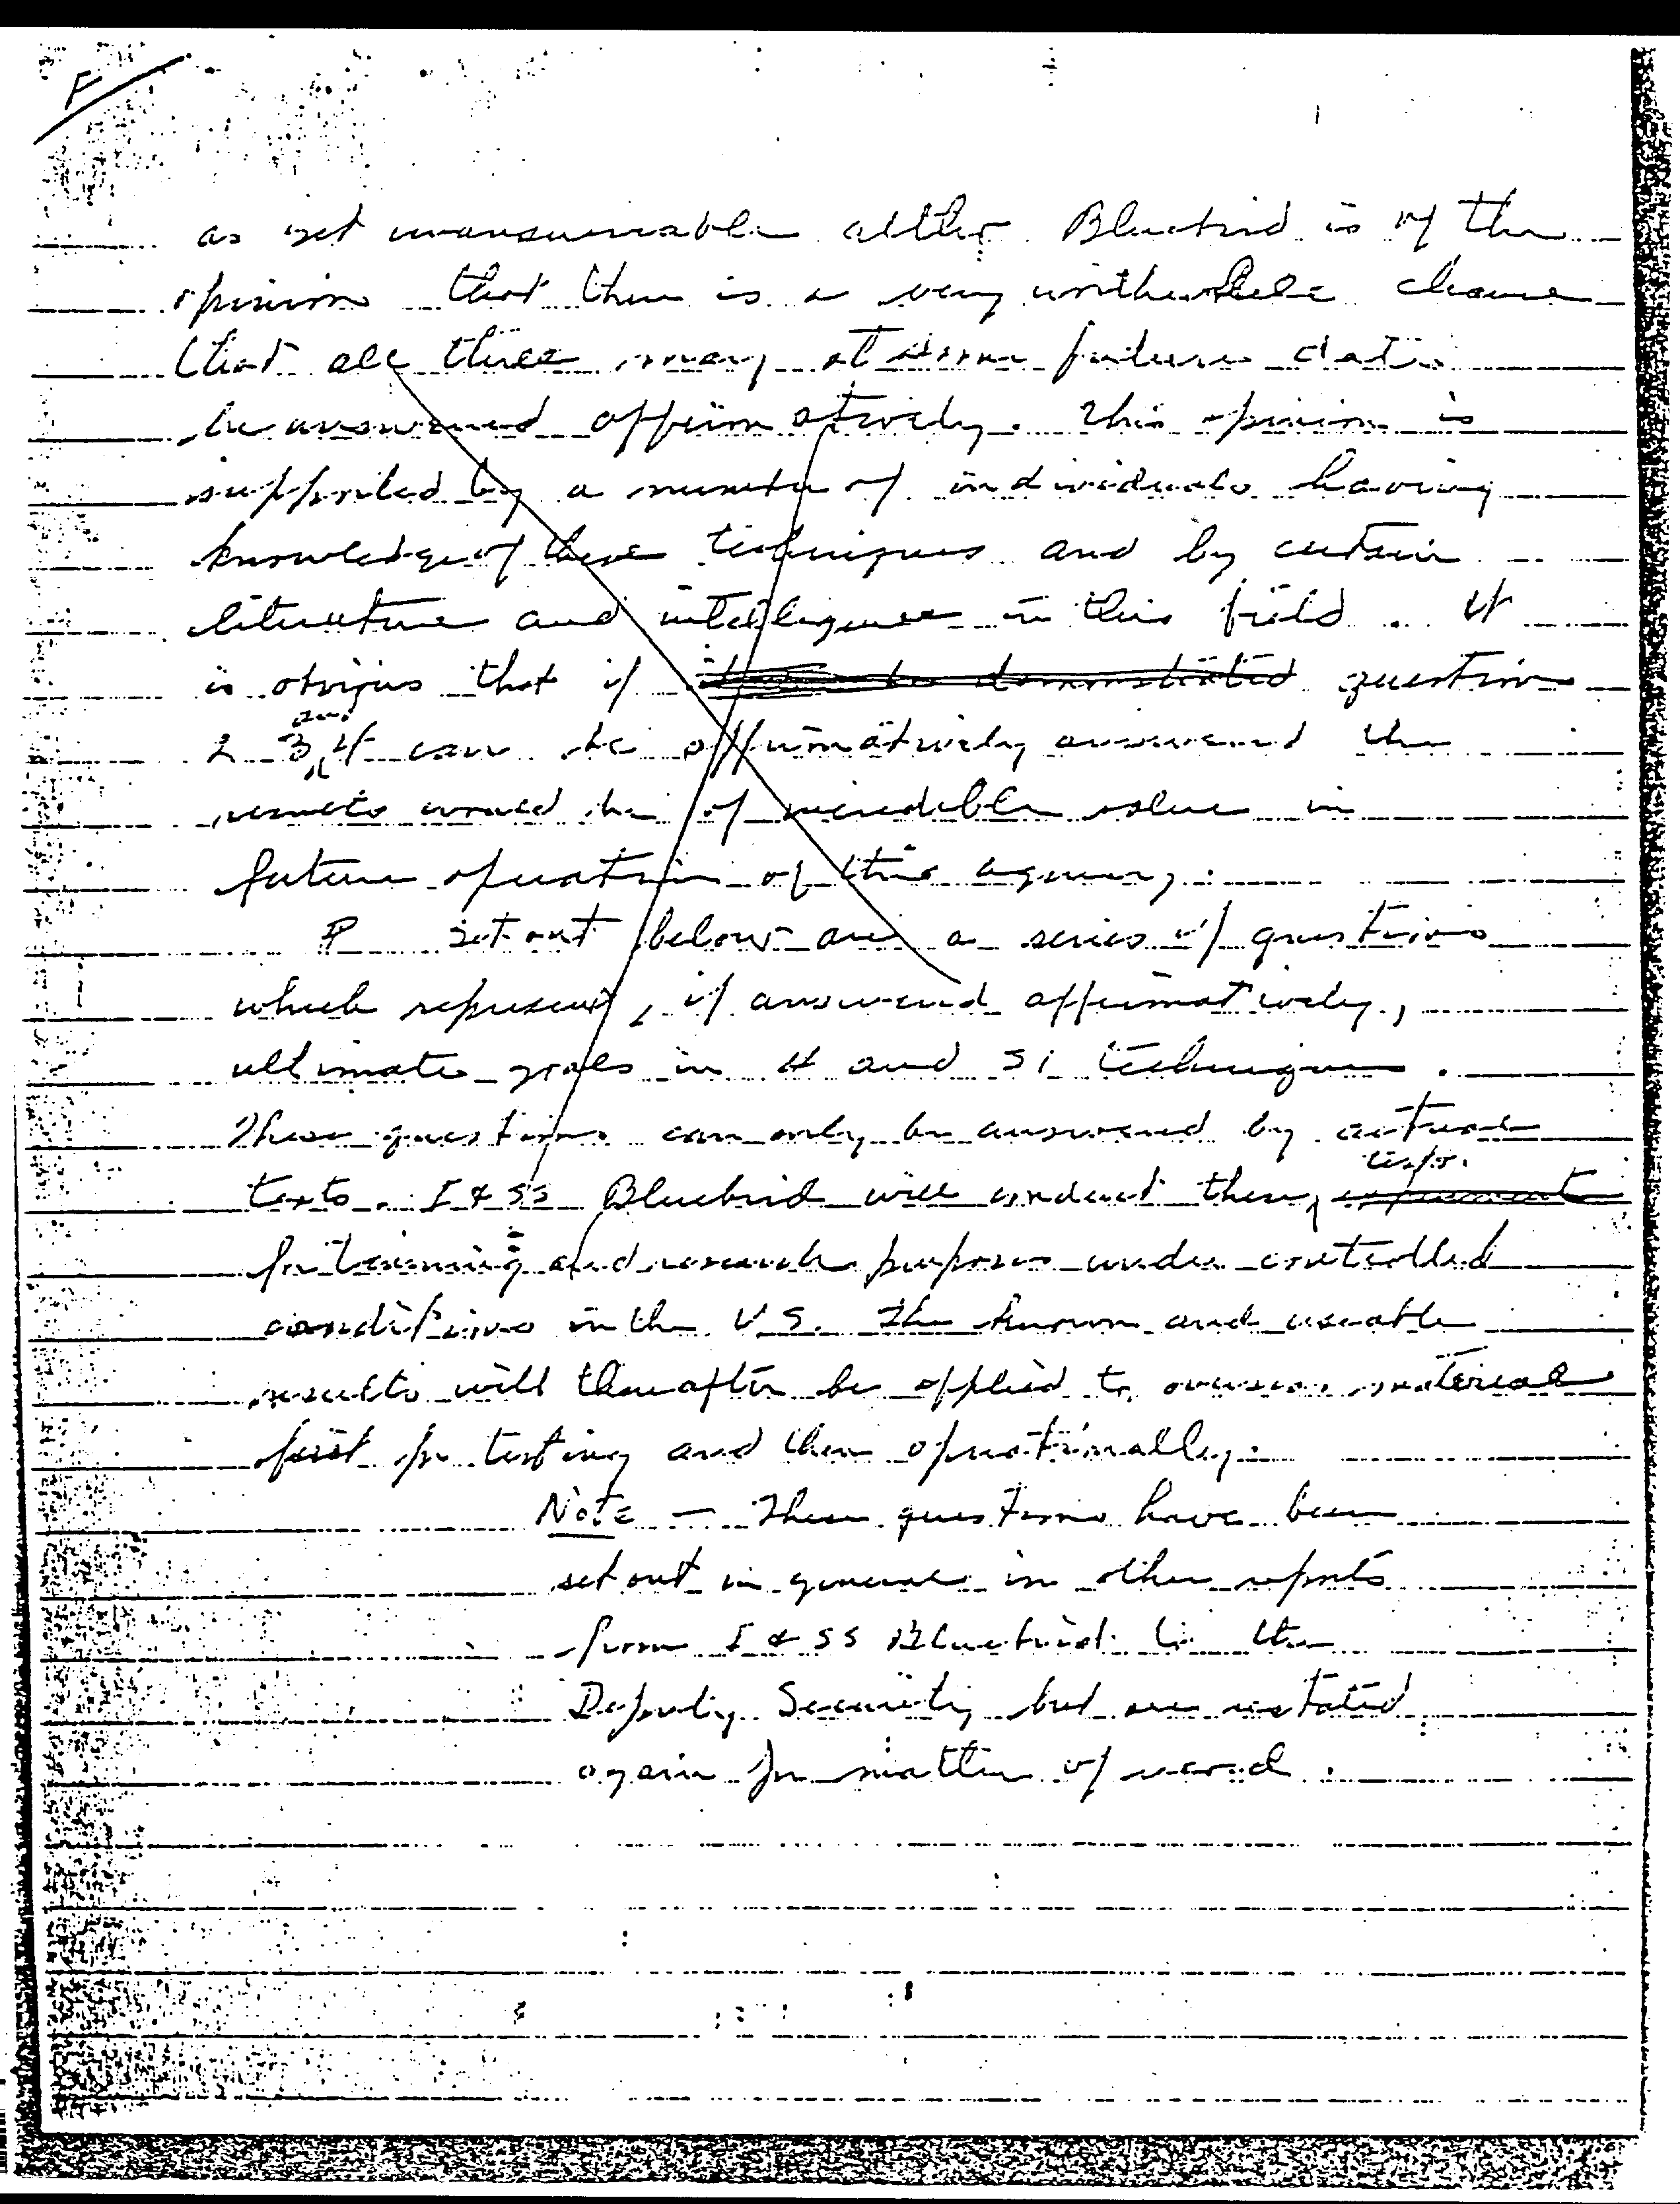 F
as yet unanswerable altho Bluebird is of the
opinion that there is a very worthwhile chance
that all three may at some future date
be answered affirmatively. This opinion is
supported by a number of individuals having
knowledge of these techniques and by certain
literature and intelligence in this field. It
is obvious that if demonstrated question
2 3 and 4 can be affirmatively answered the
results would be of incredible value in
future operation of this agency.
P Set out below are a series of questions
which represent, if answered affirmatively,
ultimate goals in H and SI techniques.
These questions can only be answered by actual
tests. I & SS Bluebird will conduct these tests. experiment
for training and research purposes under controlled
conditions in the U S. The known and useable
results will thereafter be applied to overseas material
first for testing and then operationally.
Note — These questions have been
set out in general in other reports
from I & SS Bluebird to the
Deputy Security but are restated
again for matter of record.